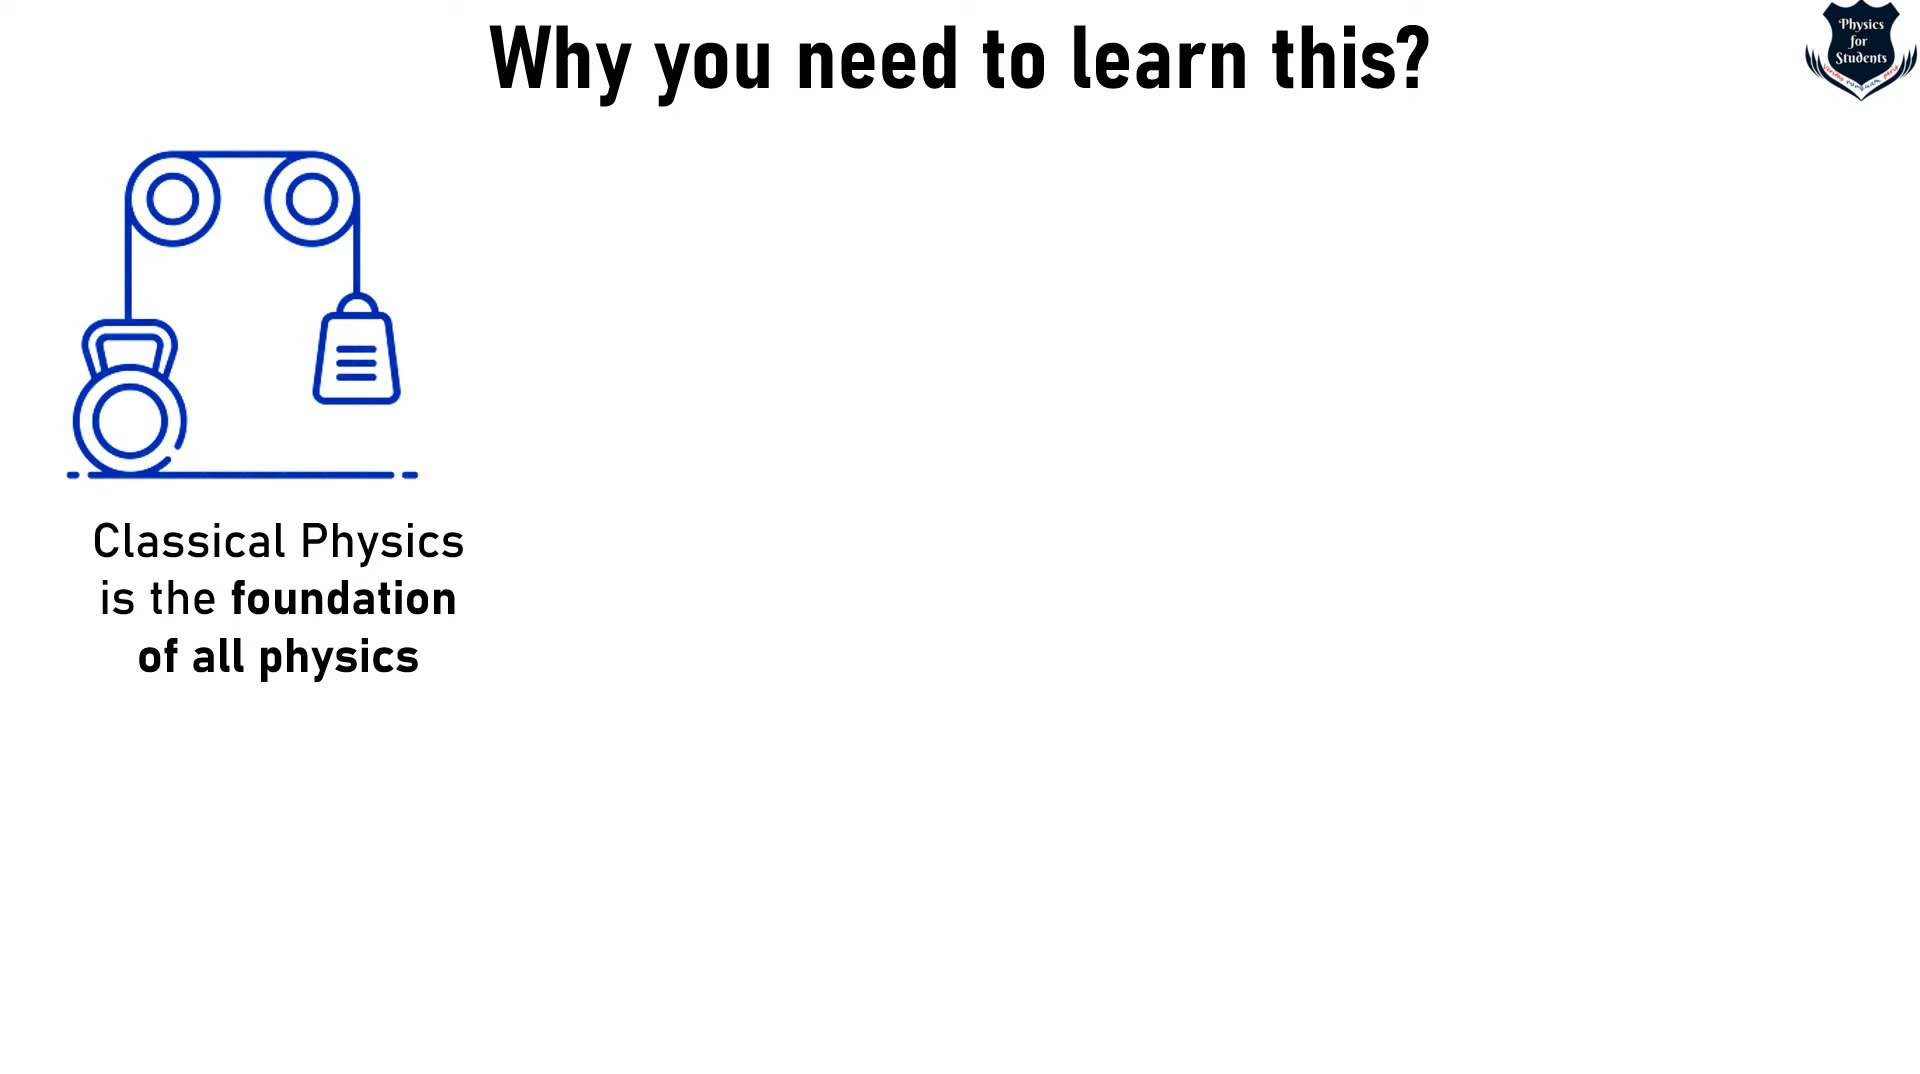 Why you need to learn this?
Physics
for
Students
Classical Physics
is the foundation
of all physics